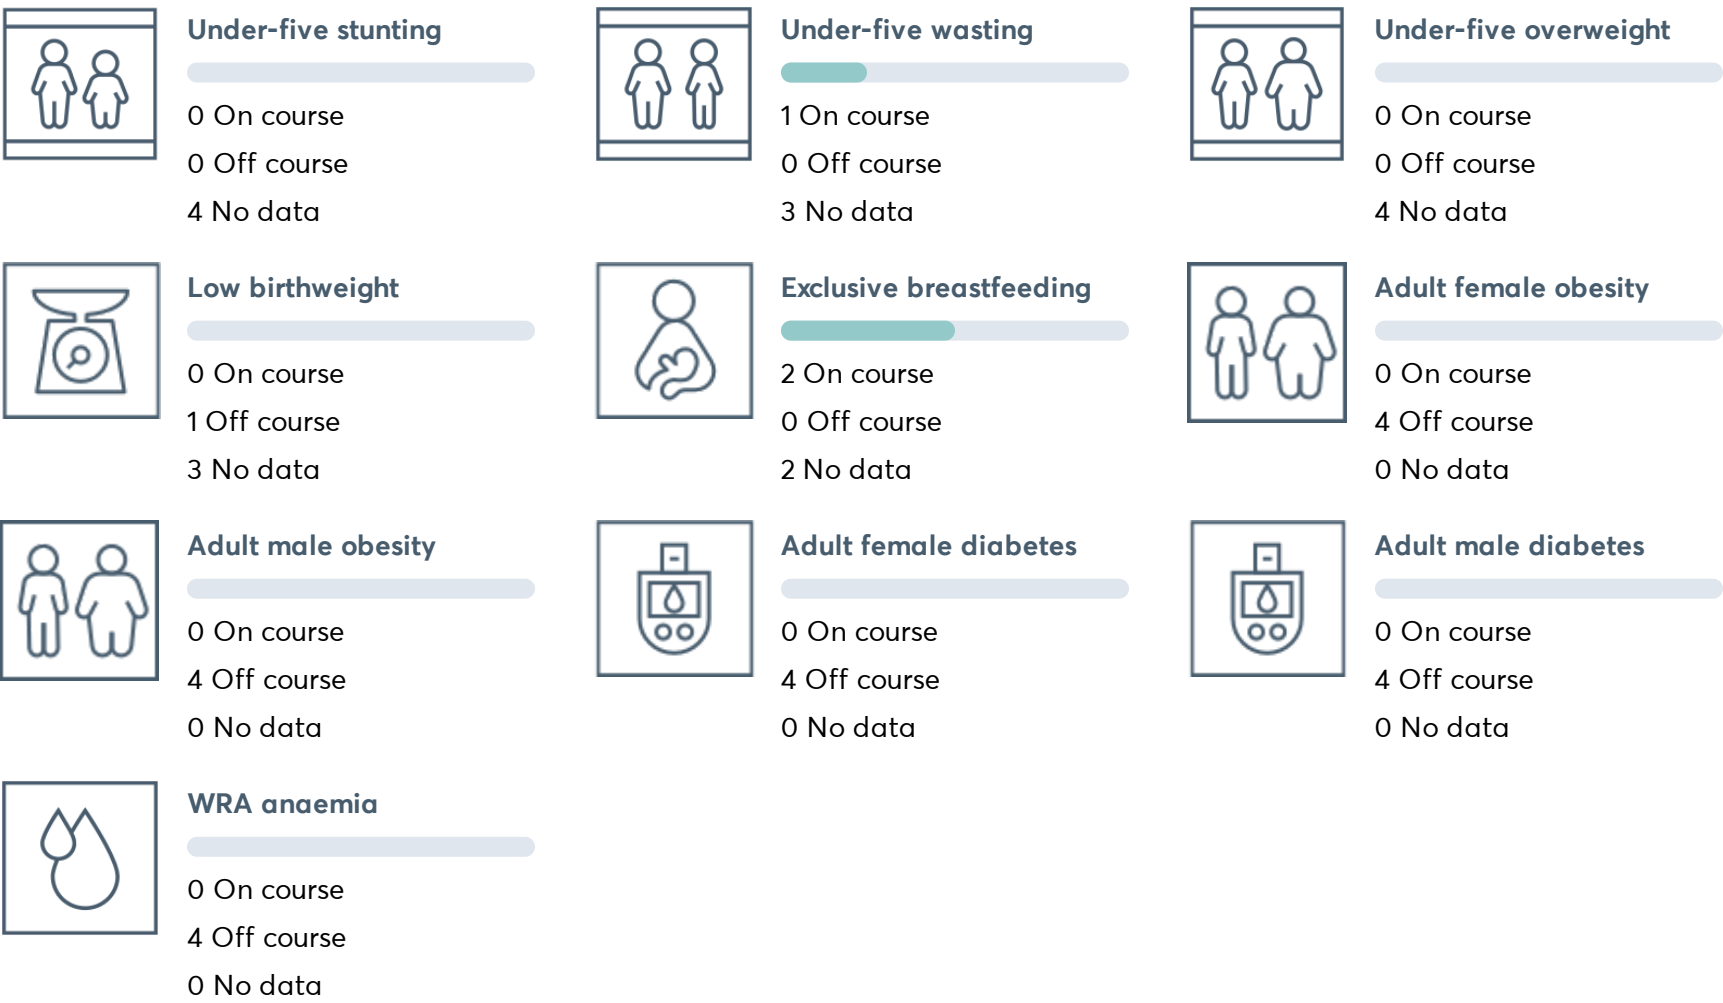 Under-five stunting
0 On course
0 Off course
4 No data
Under-five wasting
1 On course
0 Off course
3 No data
Under-five overweight
0 On course
0 Off course
4 No data
Low birthweight
0 On course
1 Off course
3 No data
Exclusive breastfeeding
2 On course
0 Off course
2 No data
Adult female obesity
0 On course
4 Off course
0 No data
Adult male obesity
0 On course
4 Off course
0 No data
Adult female diabetes
0 On course
4 Off course
0 No data
Adult male diabetes
0 On course
4 Off course
0 No data
WRA anaemia
0 On course
4 Off course
0 No data